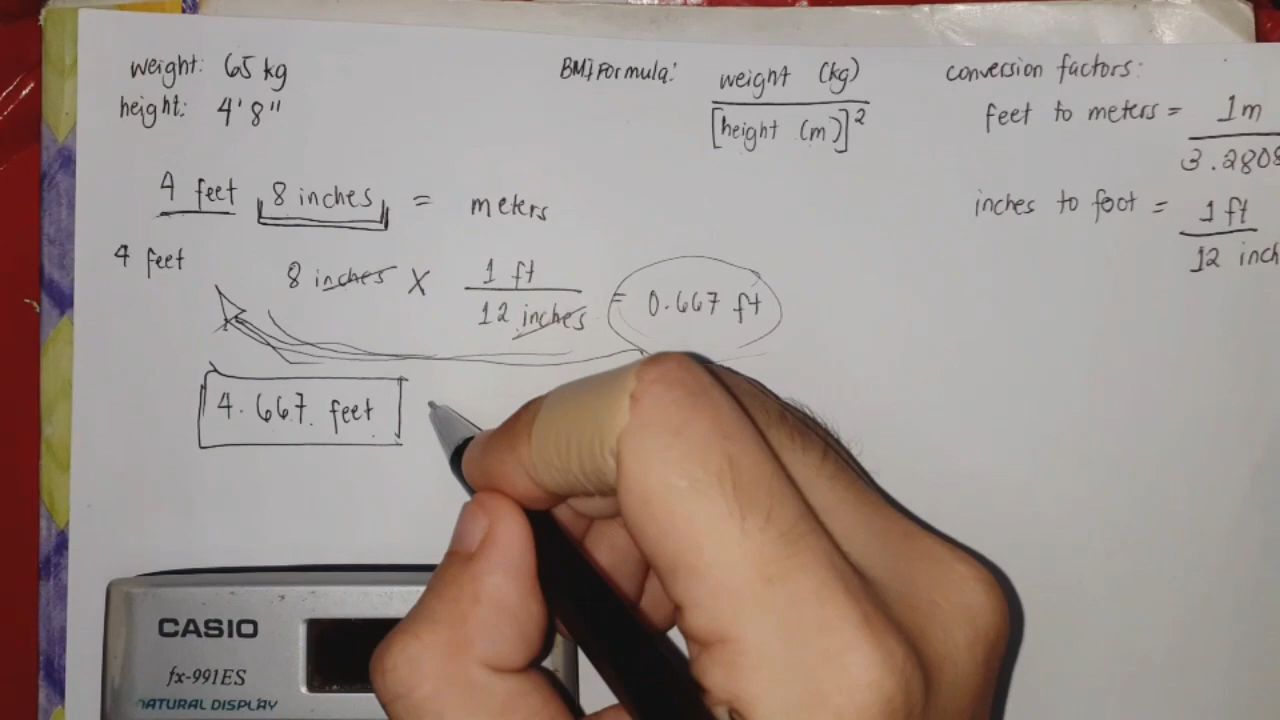 weight: 65 kg
height: 4' 8"
BMI Formula: weight (kg)
[height (m)]²
conversion factors:
feet to meters = 1m
3.2808
inches to foot = 1 ft
12 inch
4 feet 8 inches = meters
4 feet
8 inches X 1 ft
12 inches
= 0.667 ft
4.667 feet
CASIO
fx-991ES
NATURAL DISPLAY